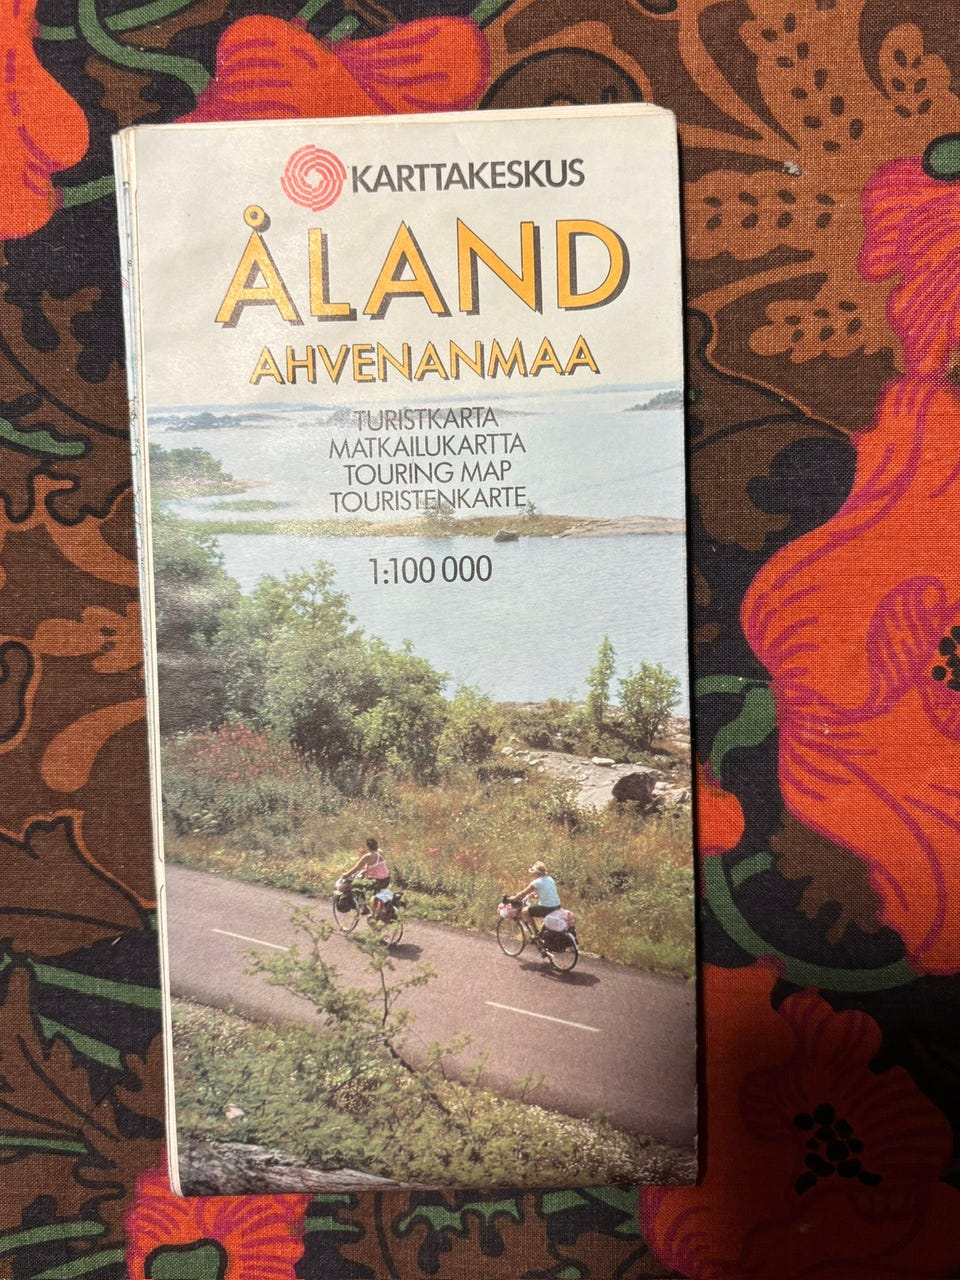 KARTTAKESKUS
ÅLAND
AHVENANMAA
TURISTKARTA
MATKAILUKARTTA
TOURING MAP
TOURISTENKARTE
1:100 000